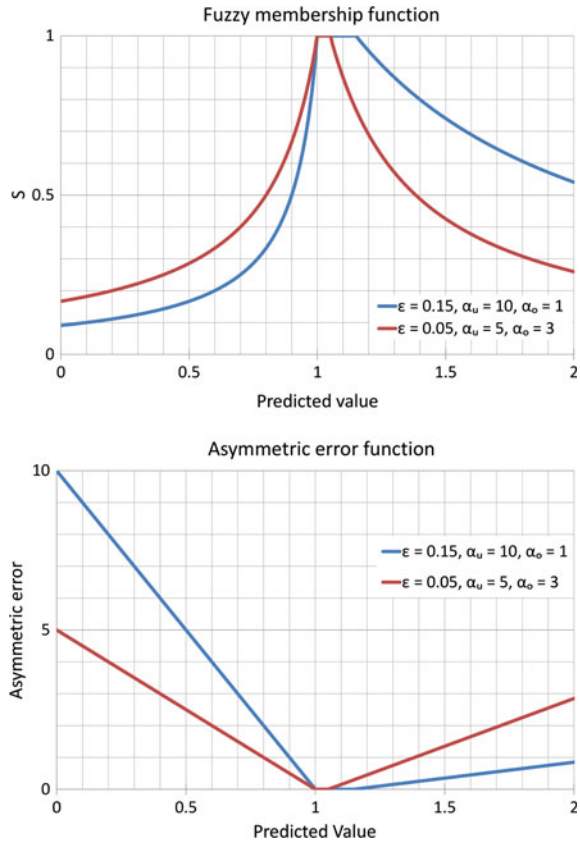 Fuzzy membership function
1
0.5
0
S
ε = 0.15, αᵤ = 10, αₒ = 1
ε = 0.05, αᵤ = 5, αₒ = 3
0 0.5 1 1.5 2
Predicted value
Asymmetric error function
10
5
0
Asymmetric error
ε = 0.15, αᵤ = 10, αₒ = 1
ε = 0.05, αᵤ = 5, αₒ = 3
0 0.5 1 1.5 2
Predicted Value